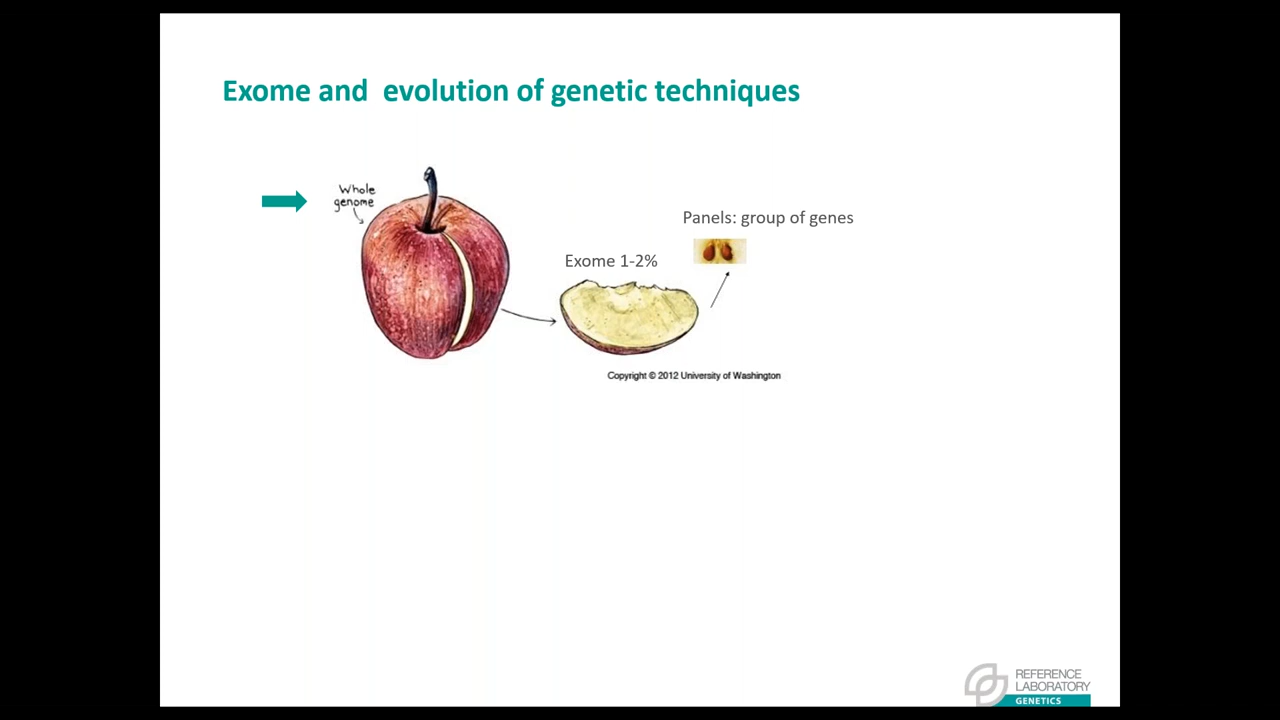 Exome and evolution of genetic techniques
Whole
genome
Panels: group of genes
Exome 1-2%
Copyright © 2012 University of Washington
REFERENCE
LABORATORY
GENETICS